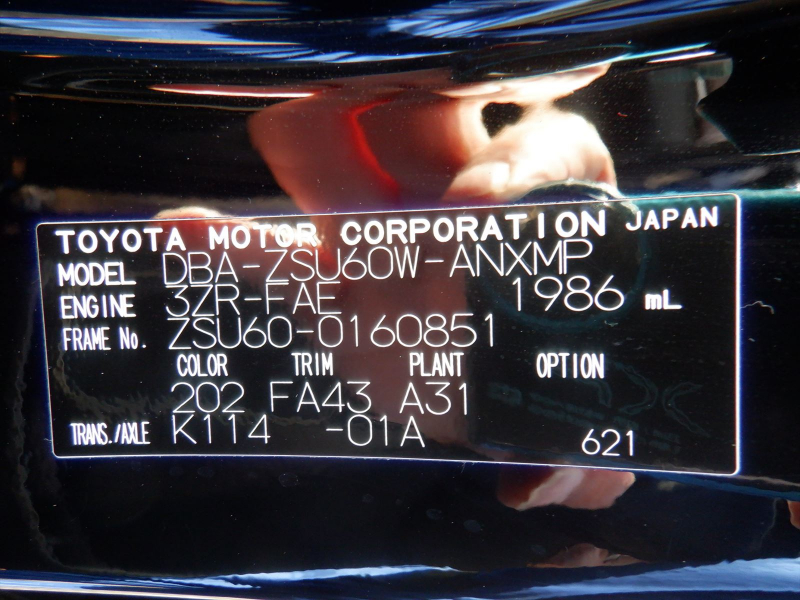 TOYOTA MOTOR CORPORATION JAPAN
MODEL DBA-ZSU60W-ANXMP
ENGINE 3ZR-FAE 1986 mL
FRAME No. ZSU60-0160851
COLOR TRIM PLANT OPTION
202 FA43 A31
TRANS./AXLE K114 -01A 621